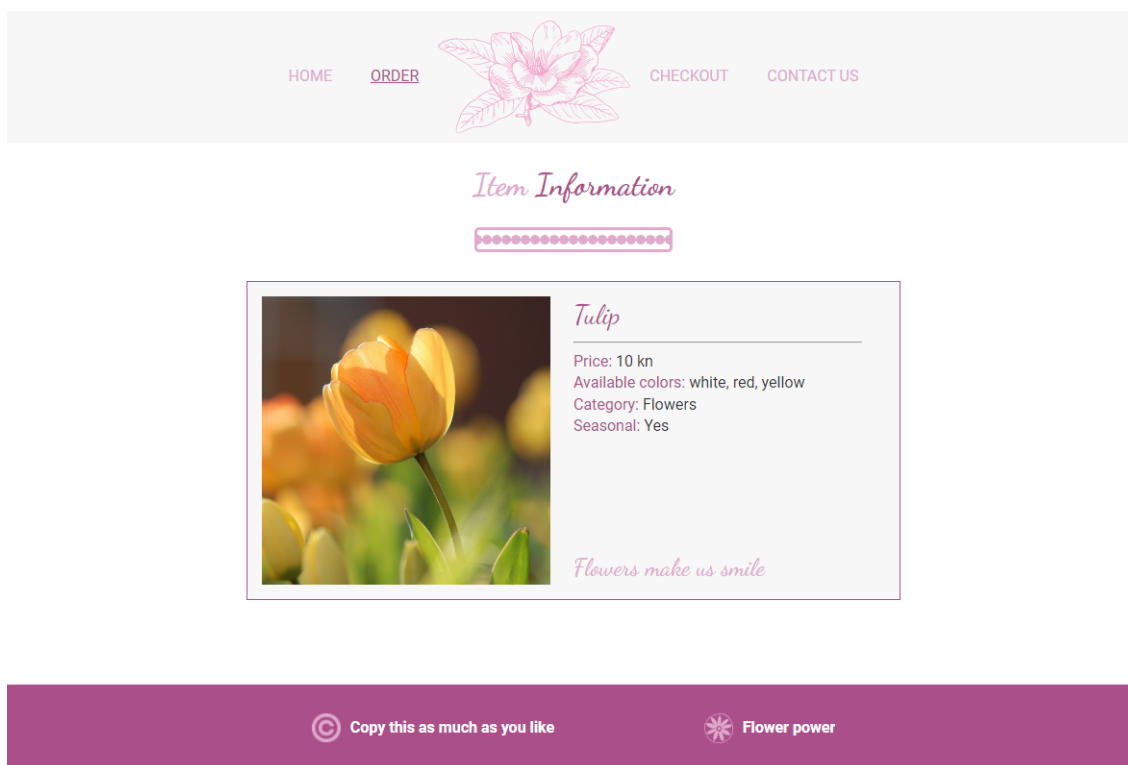 HOME ORDER CHECKOUT CONTACT US
Item Information
Tulip
Price: 10 kn
Available colors: white, red, yellow
Category: Flowers
Seasonal: Yes
Flowers make us smile
© Copy this as much as you like Flower power